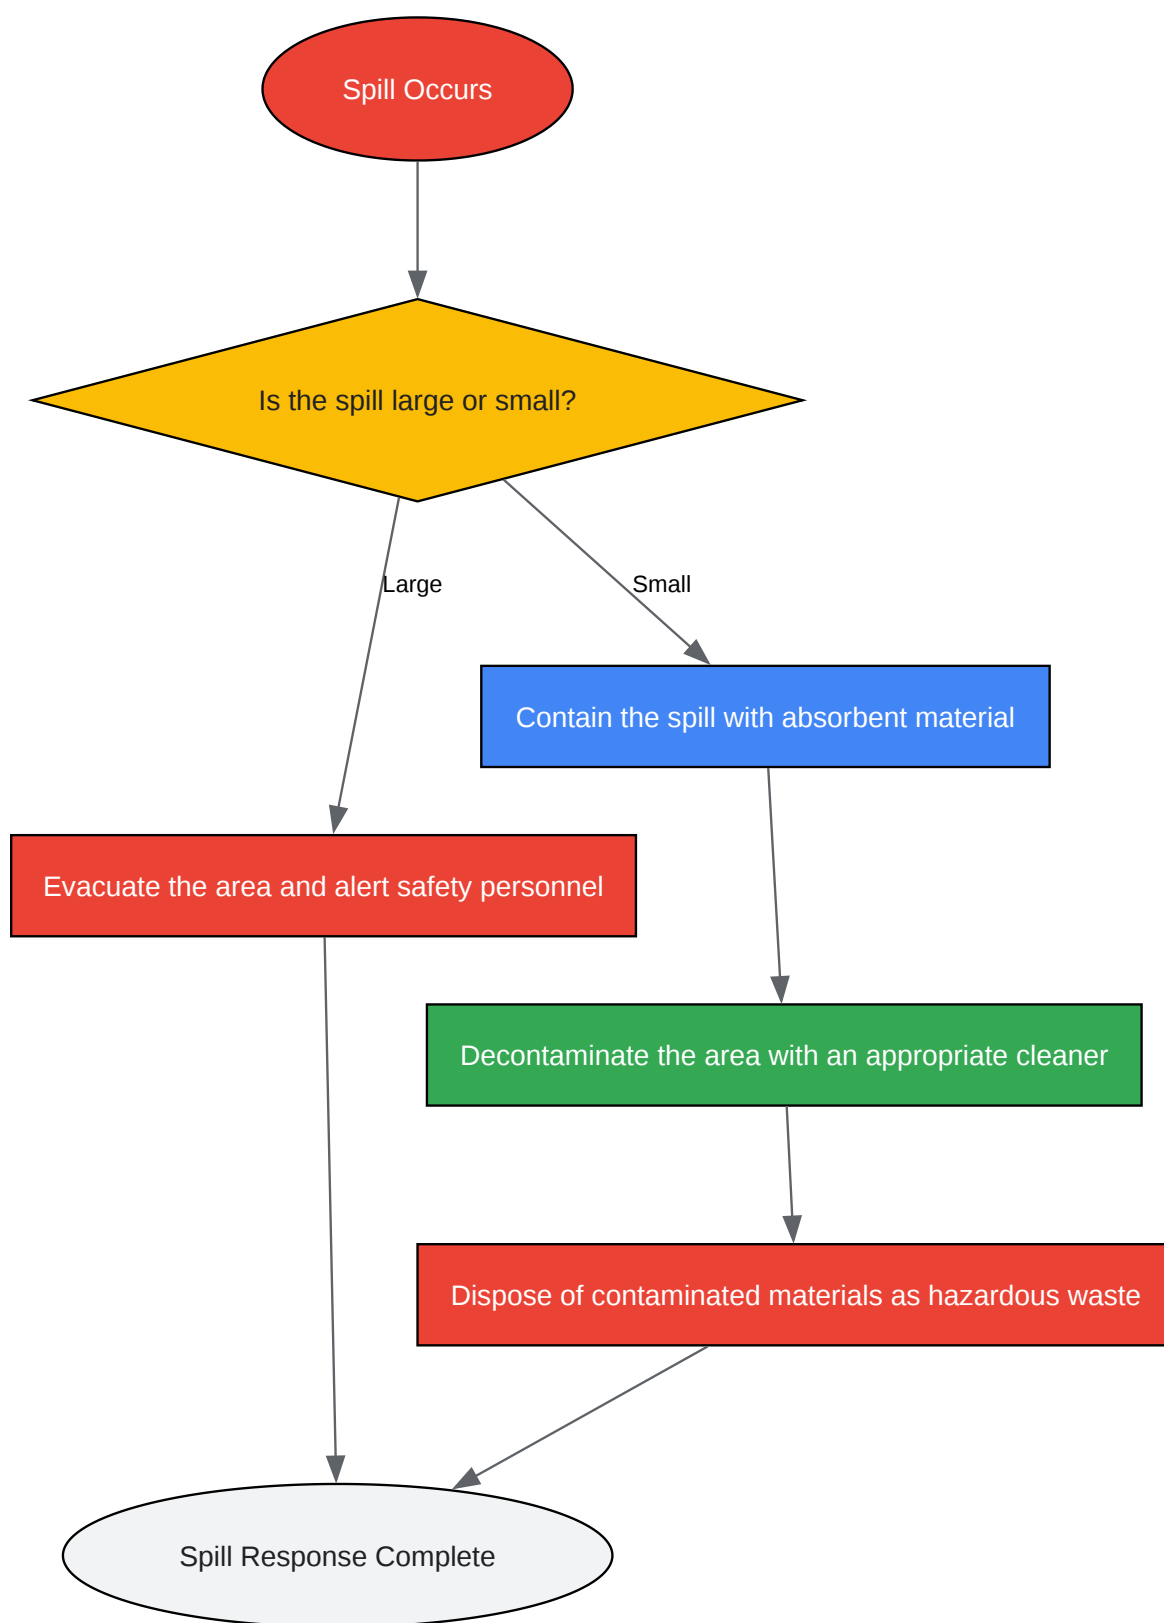 Spill Occurs
Is the spill large or small?
Large
Small
Contain the spill with absorbent material
Evacuate the area and alert safety personnel
Decontaminate the area with an appropriate cleaner
Dispose of contaminated materials as hazardous waste
Spill Response Complete